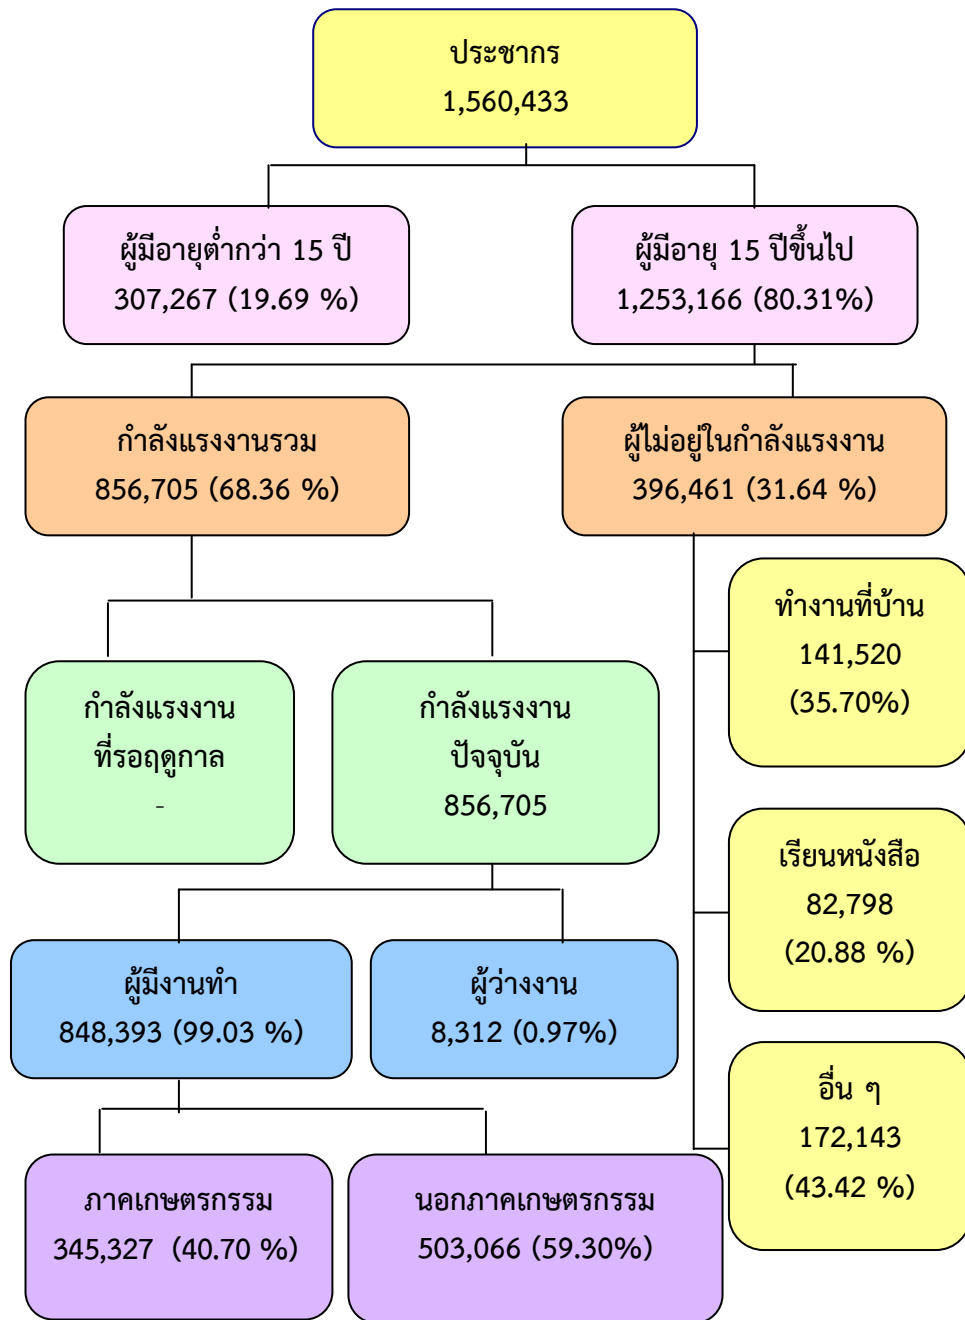 ประชากร
1,560,433
ผู้มีอายุต่ำกว่า 15 ปี
307,267 (19.69 %)
ผู้มีอายุ 15 ปีขึ้นไป
1,253,166 (80.31%)
กำลังแรงงานรวม
856,705 (68.36 %)
ผู้ไม่อยู่ในกำลังแรงงาน
396,461 (31.64 %)
ทำงานที่บ้าน
141,520
(35.70%)
กำลังแรงงาน
ที่รอฤดูกาล
-
กำลังแรงงาน
ปัจจุบัน
856,705
เรียนหนังสือ
82,798
(20.88 %)
ผู้มีงานทำ
848,393 (99.03 %)
ผู้ว่างงาน
8,312 (0.97%)
อื่น ๆ
172,143
(43.42 %)
ภาคเกษตรกรรม
345,327  (40.70 %)
นอกภาคเกษตรกรรม
503,066 (59.30%)